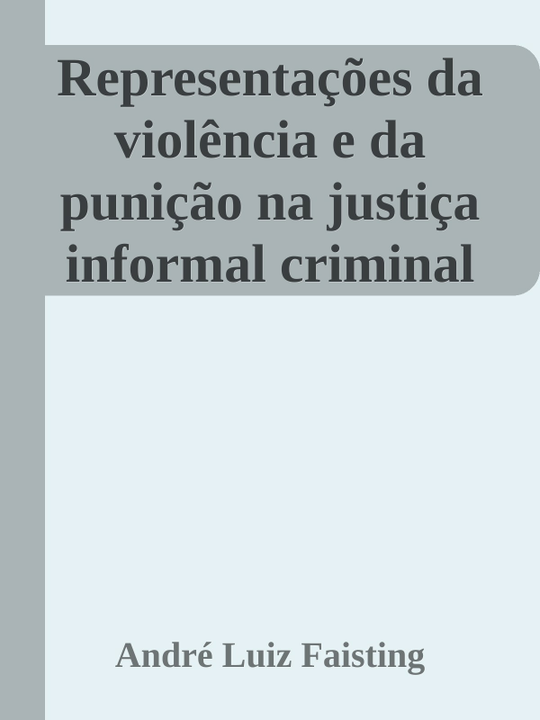 Representações da
violência e da
punição na justiça
informal criminal
André Luiz Faisting